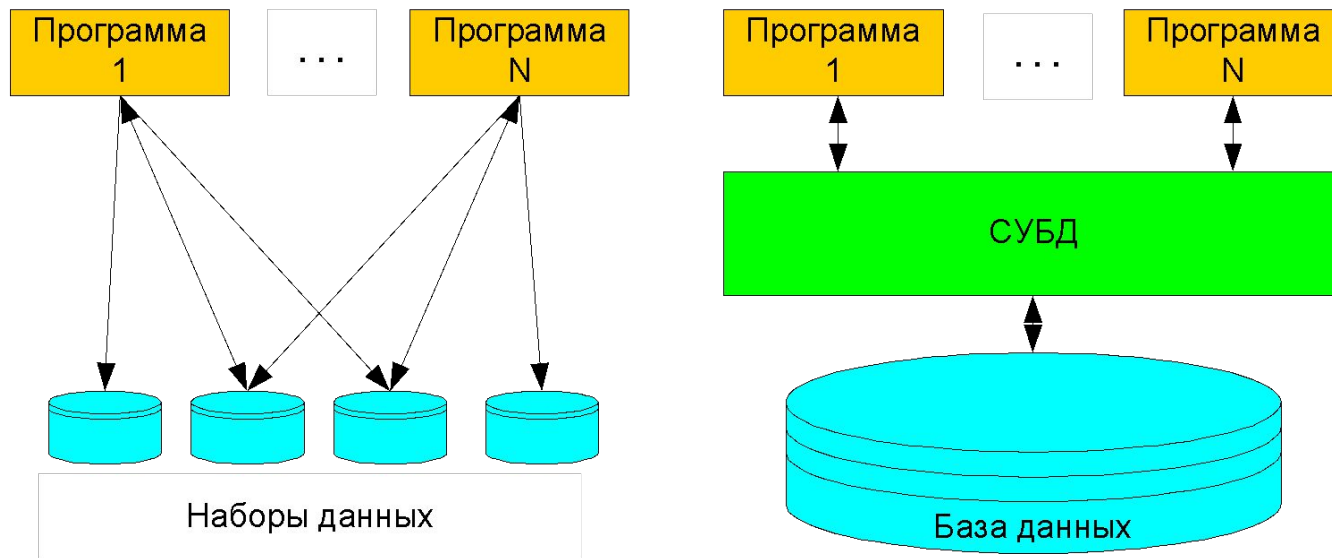 Программа
1
. . .
Программа
N
Наборы данных
Программа
1
. . .
Программа
N
СУБД
База данных